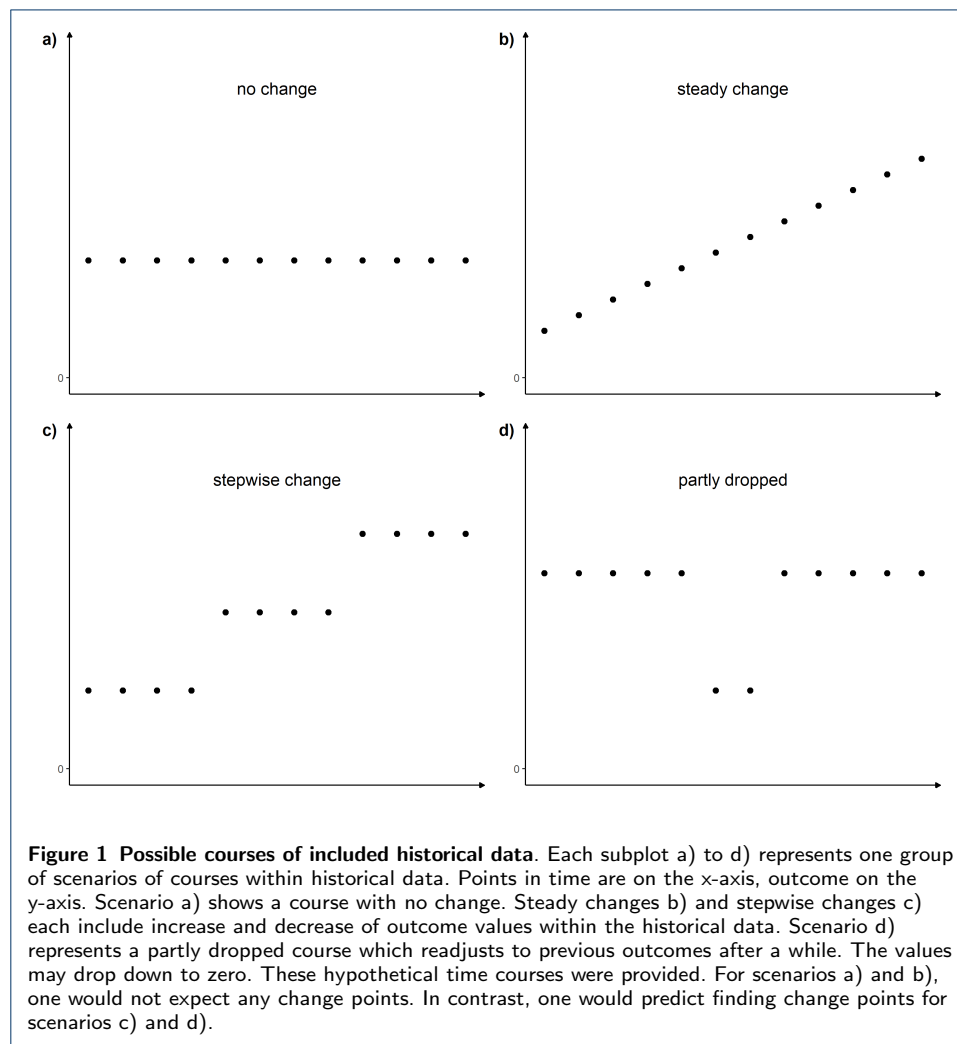 a)
no change
0
b)
steady change
0
c)
stepwise change
0
d)
partly dropped
0
Figure 1 Possible courses of included historical data. Each subplot a) to d) represents one group
of scenarios of courses within historical data. Points in time are on the x-axis, outcome on the
y-axis. Scenario a) shows a course with no change. Steady changes b) and stepwise changes c)
each include increase and decrease of outcome values within the historical data. Scenario d)
represents a partly dropped course which readjusts to previous outcomes after a while. The values
may drop down to zero. These hypothetical time courses were provided. For scenarios a) and b),
one would not expect any change points. In contrast, one would predict finding change points for
scenarios c) and d).